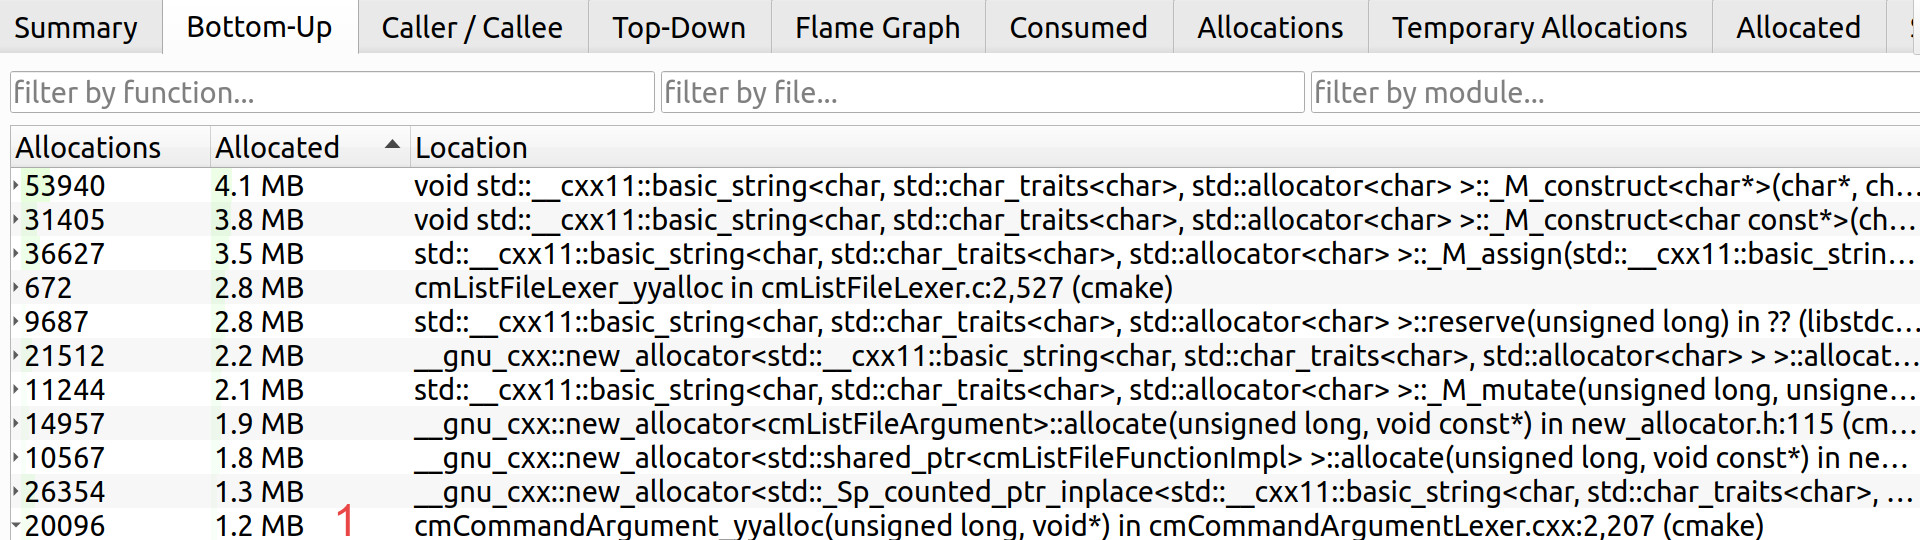 Summary Bottom-Up Caller / Callee Top-Down Flame Graph Consumed Allocations Temporary Allocations Allocated
filter by function... filter by file... filter by module...
Allocations Allocated Location
53940 4.1 MB void std::__cxx11::basic_string<char, std::char_traits<char>, std::allocator<char> >::_M_construct<char*>(char*, ch...
31405 3.8 MB void std::__cxx11::basic_string<char, std::char_traits<char>, std::allocator<char> >::_M_construct<char const*>(ch...
36627 3.5 MB std::__cxx11::basic_string<char, std::char_traits<char>, std::allocator<char> >::_M_assign(std::__cxx11::basic_strin...
672 2.8 MB cmListFileLexer_yyalloc in cmListFileLexer.c:2,527 (cmake)
9687 2.8 MB std::__cxx11::basic_string<char, std::char_traits<char>, std::allocator<char> >::reserve(unsigned long) in ?? (libstdc...
21512 2.2 MB __gnu_cxx::new_allocator<std::__cxx11::basic_string<char, std::char_traits<char>, std::allocator<char> > >::allocat...
11244 2.1 MB std::__cxx11::basic_string<char, std::char_traits<char>, std::allocator<char> >::_M_mutate(unsigned long, unsigne...
14957 1.9 MB __gnu_cxx::new_allocator<cmListFileArgument>::allocate(unsigned long, void const*) in new_allocator.h:115 (cm...
10567 1.8 MB __gnu_cxx::new_allocator<std::shared_ptr<cmListFileFunctionImpl> >::allocate(unsigned long, void const*) in ne...
26354 1.3 MB __gnu_cxx::new_allocator<std::_Sp_counted_ptr_inplace<std::__cxx11::basic_string<char, std::char_traits<char>, ...
20096 1.2 MB 1 cmCommandArgument_yyalloc(unsigned long, void*) in cmCommandArgumentLexer.cxx:2,207 (cmake)